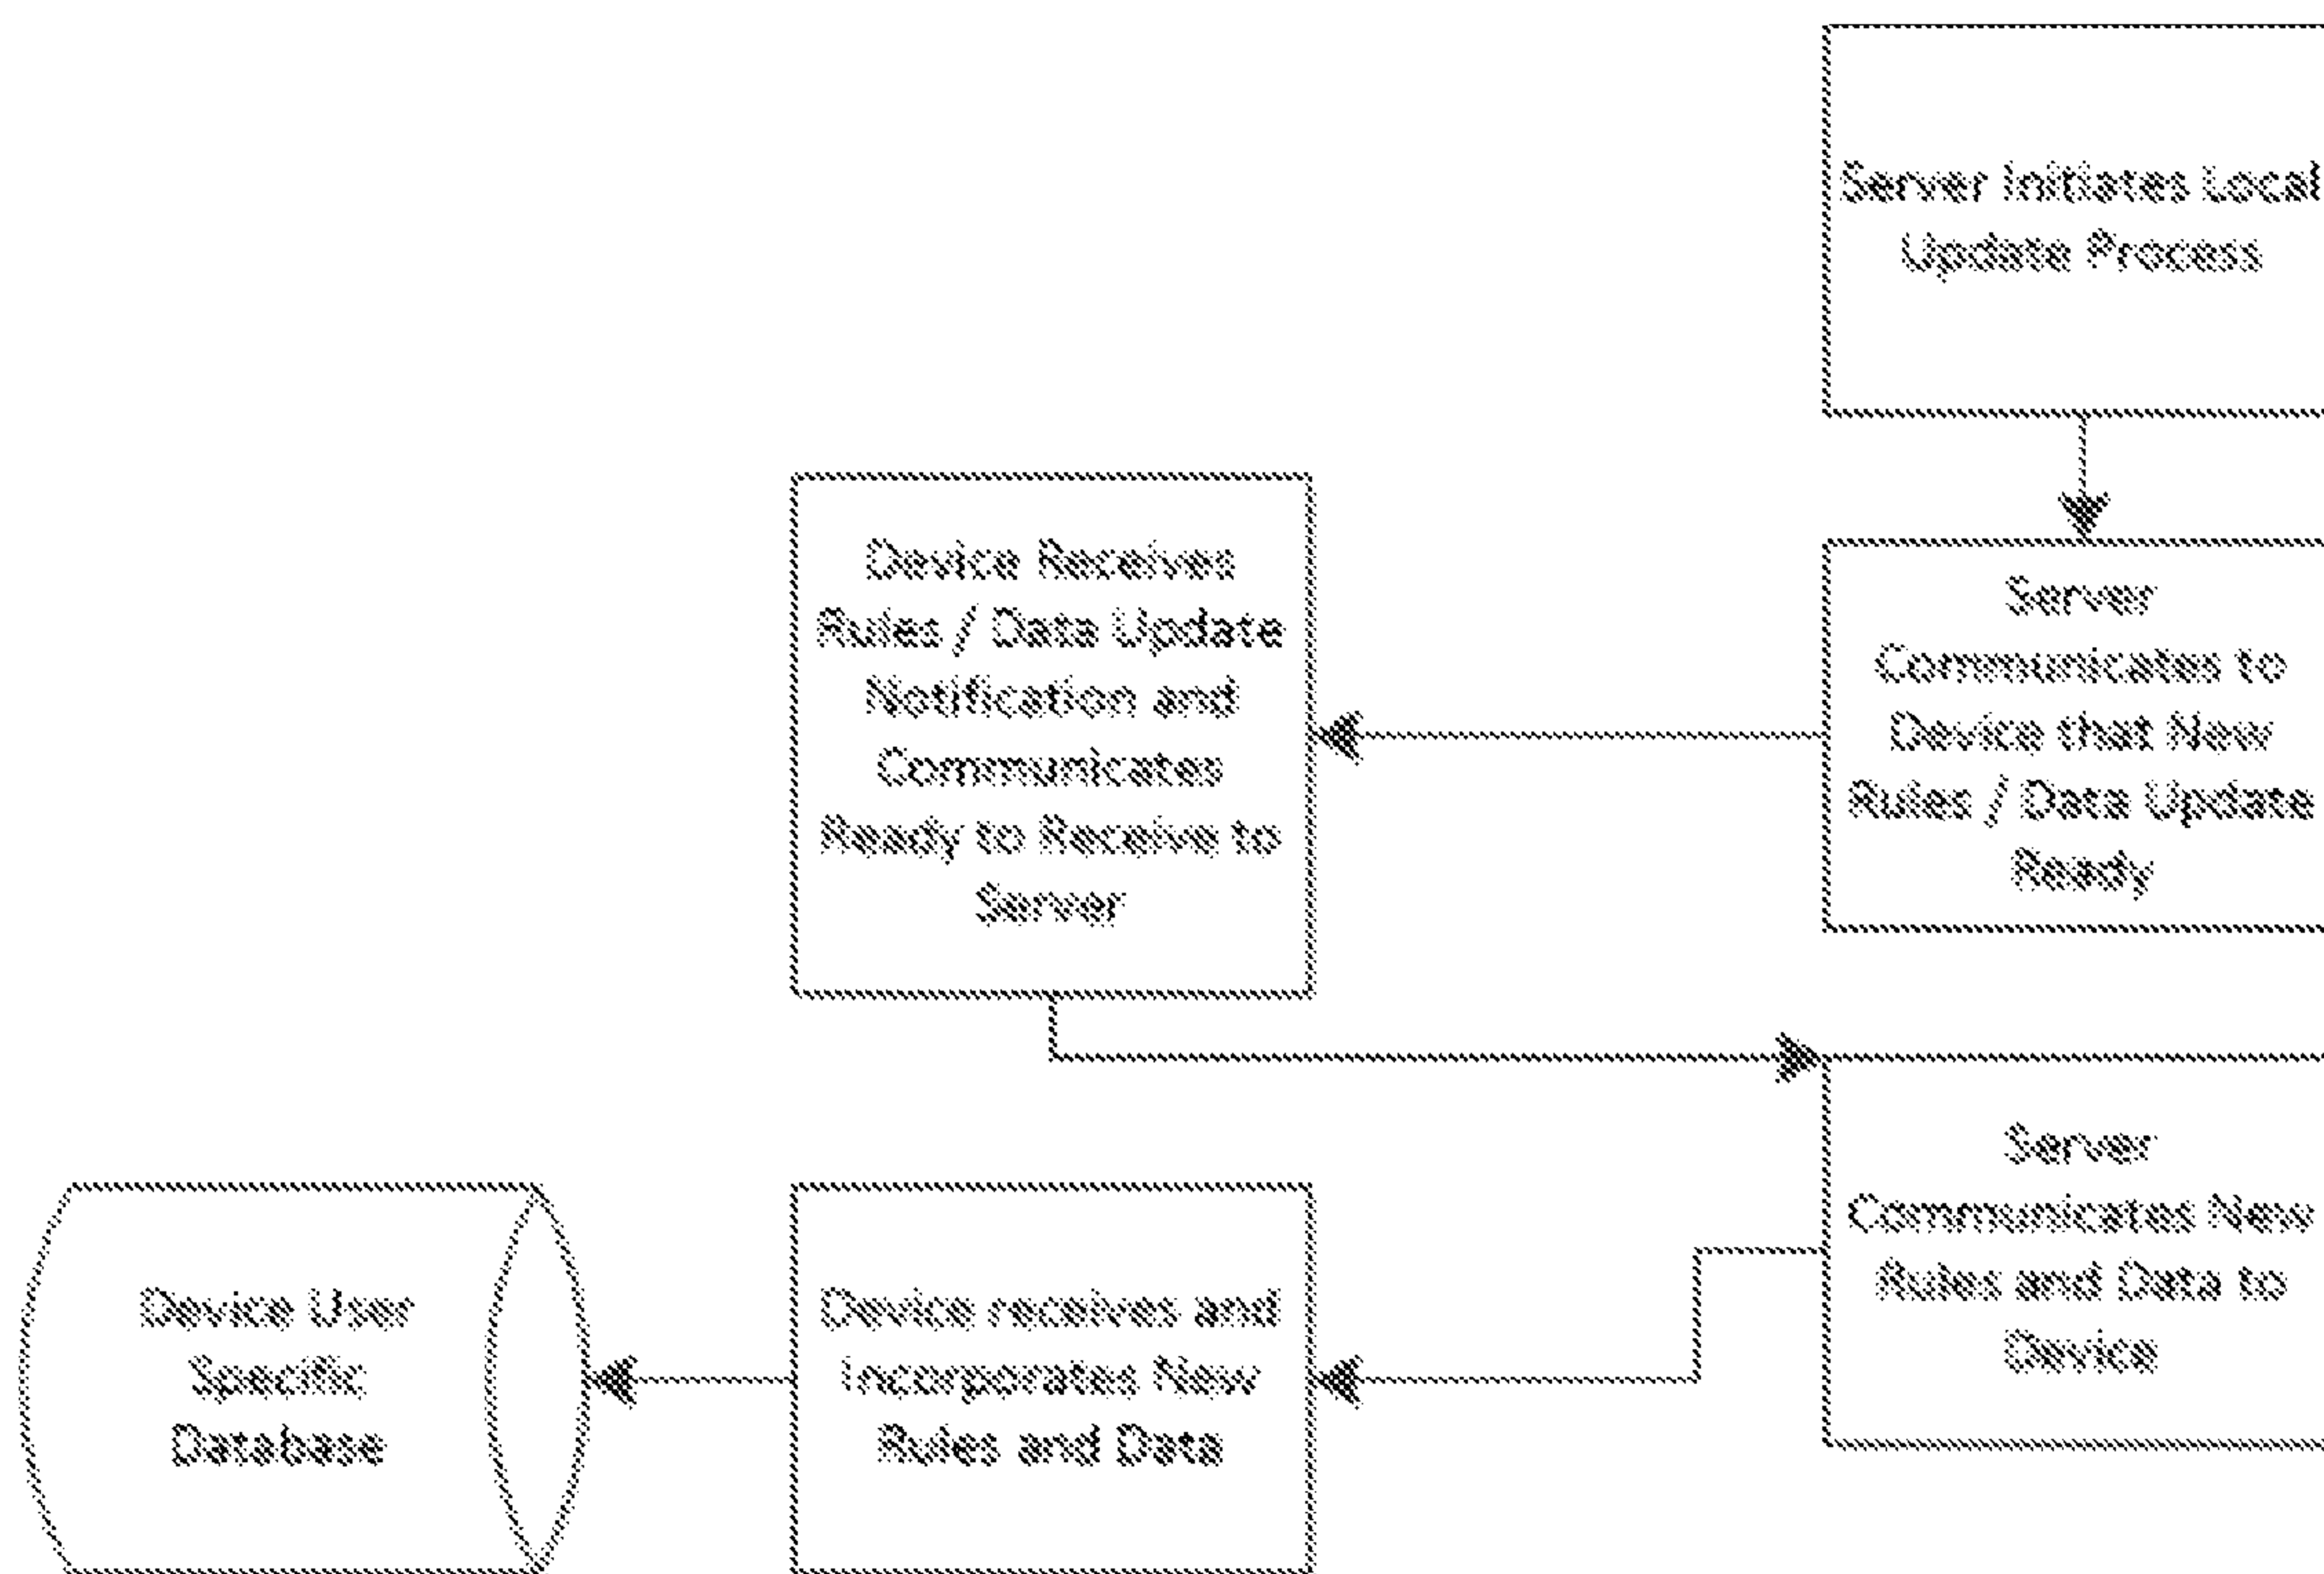 Server Initiates Local
Update Process
Device Receives
Rules / Data Update
Notification and
Communicates
Ready to Receive to
Server
Server
Communicates to
Device that New
Rules / Data Update
Ready
Server
Communicates New
Rules and Data to
Device
Device receives and
Incorporates New
Rules and Data
Device User
Specific
Database